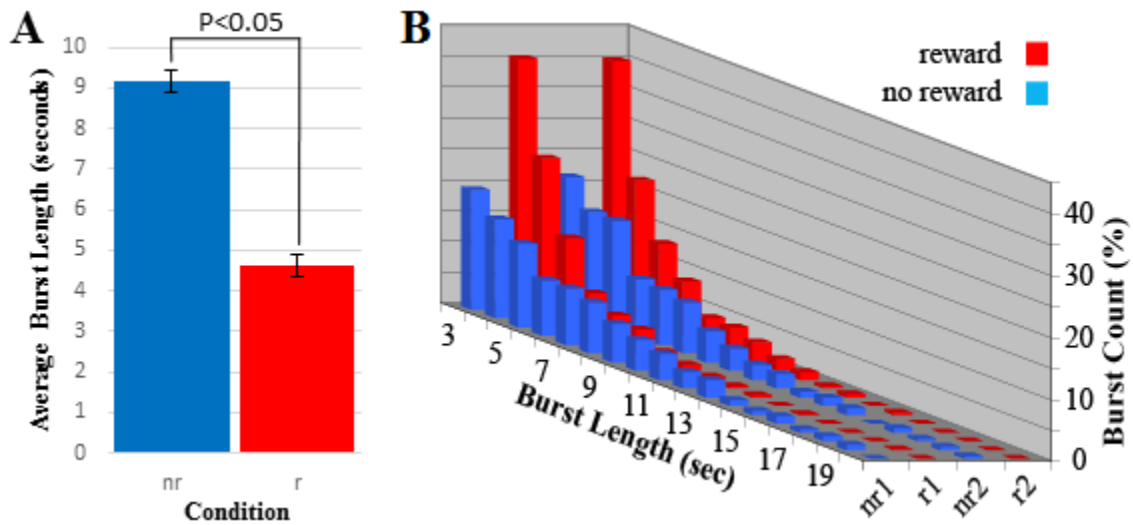 A
P<0.05
10
9
8
7
6
5
4
3
2
1
0
Average Burst Length (seconds)
nr
r
Condition
B
reward
no reward
40
30
20
10
0
Burst Count (%)
3
5
7
9
11
13
15
17
19
Burst Length (sec)
nr1
r1
nr2
r2